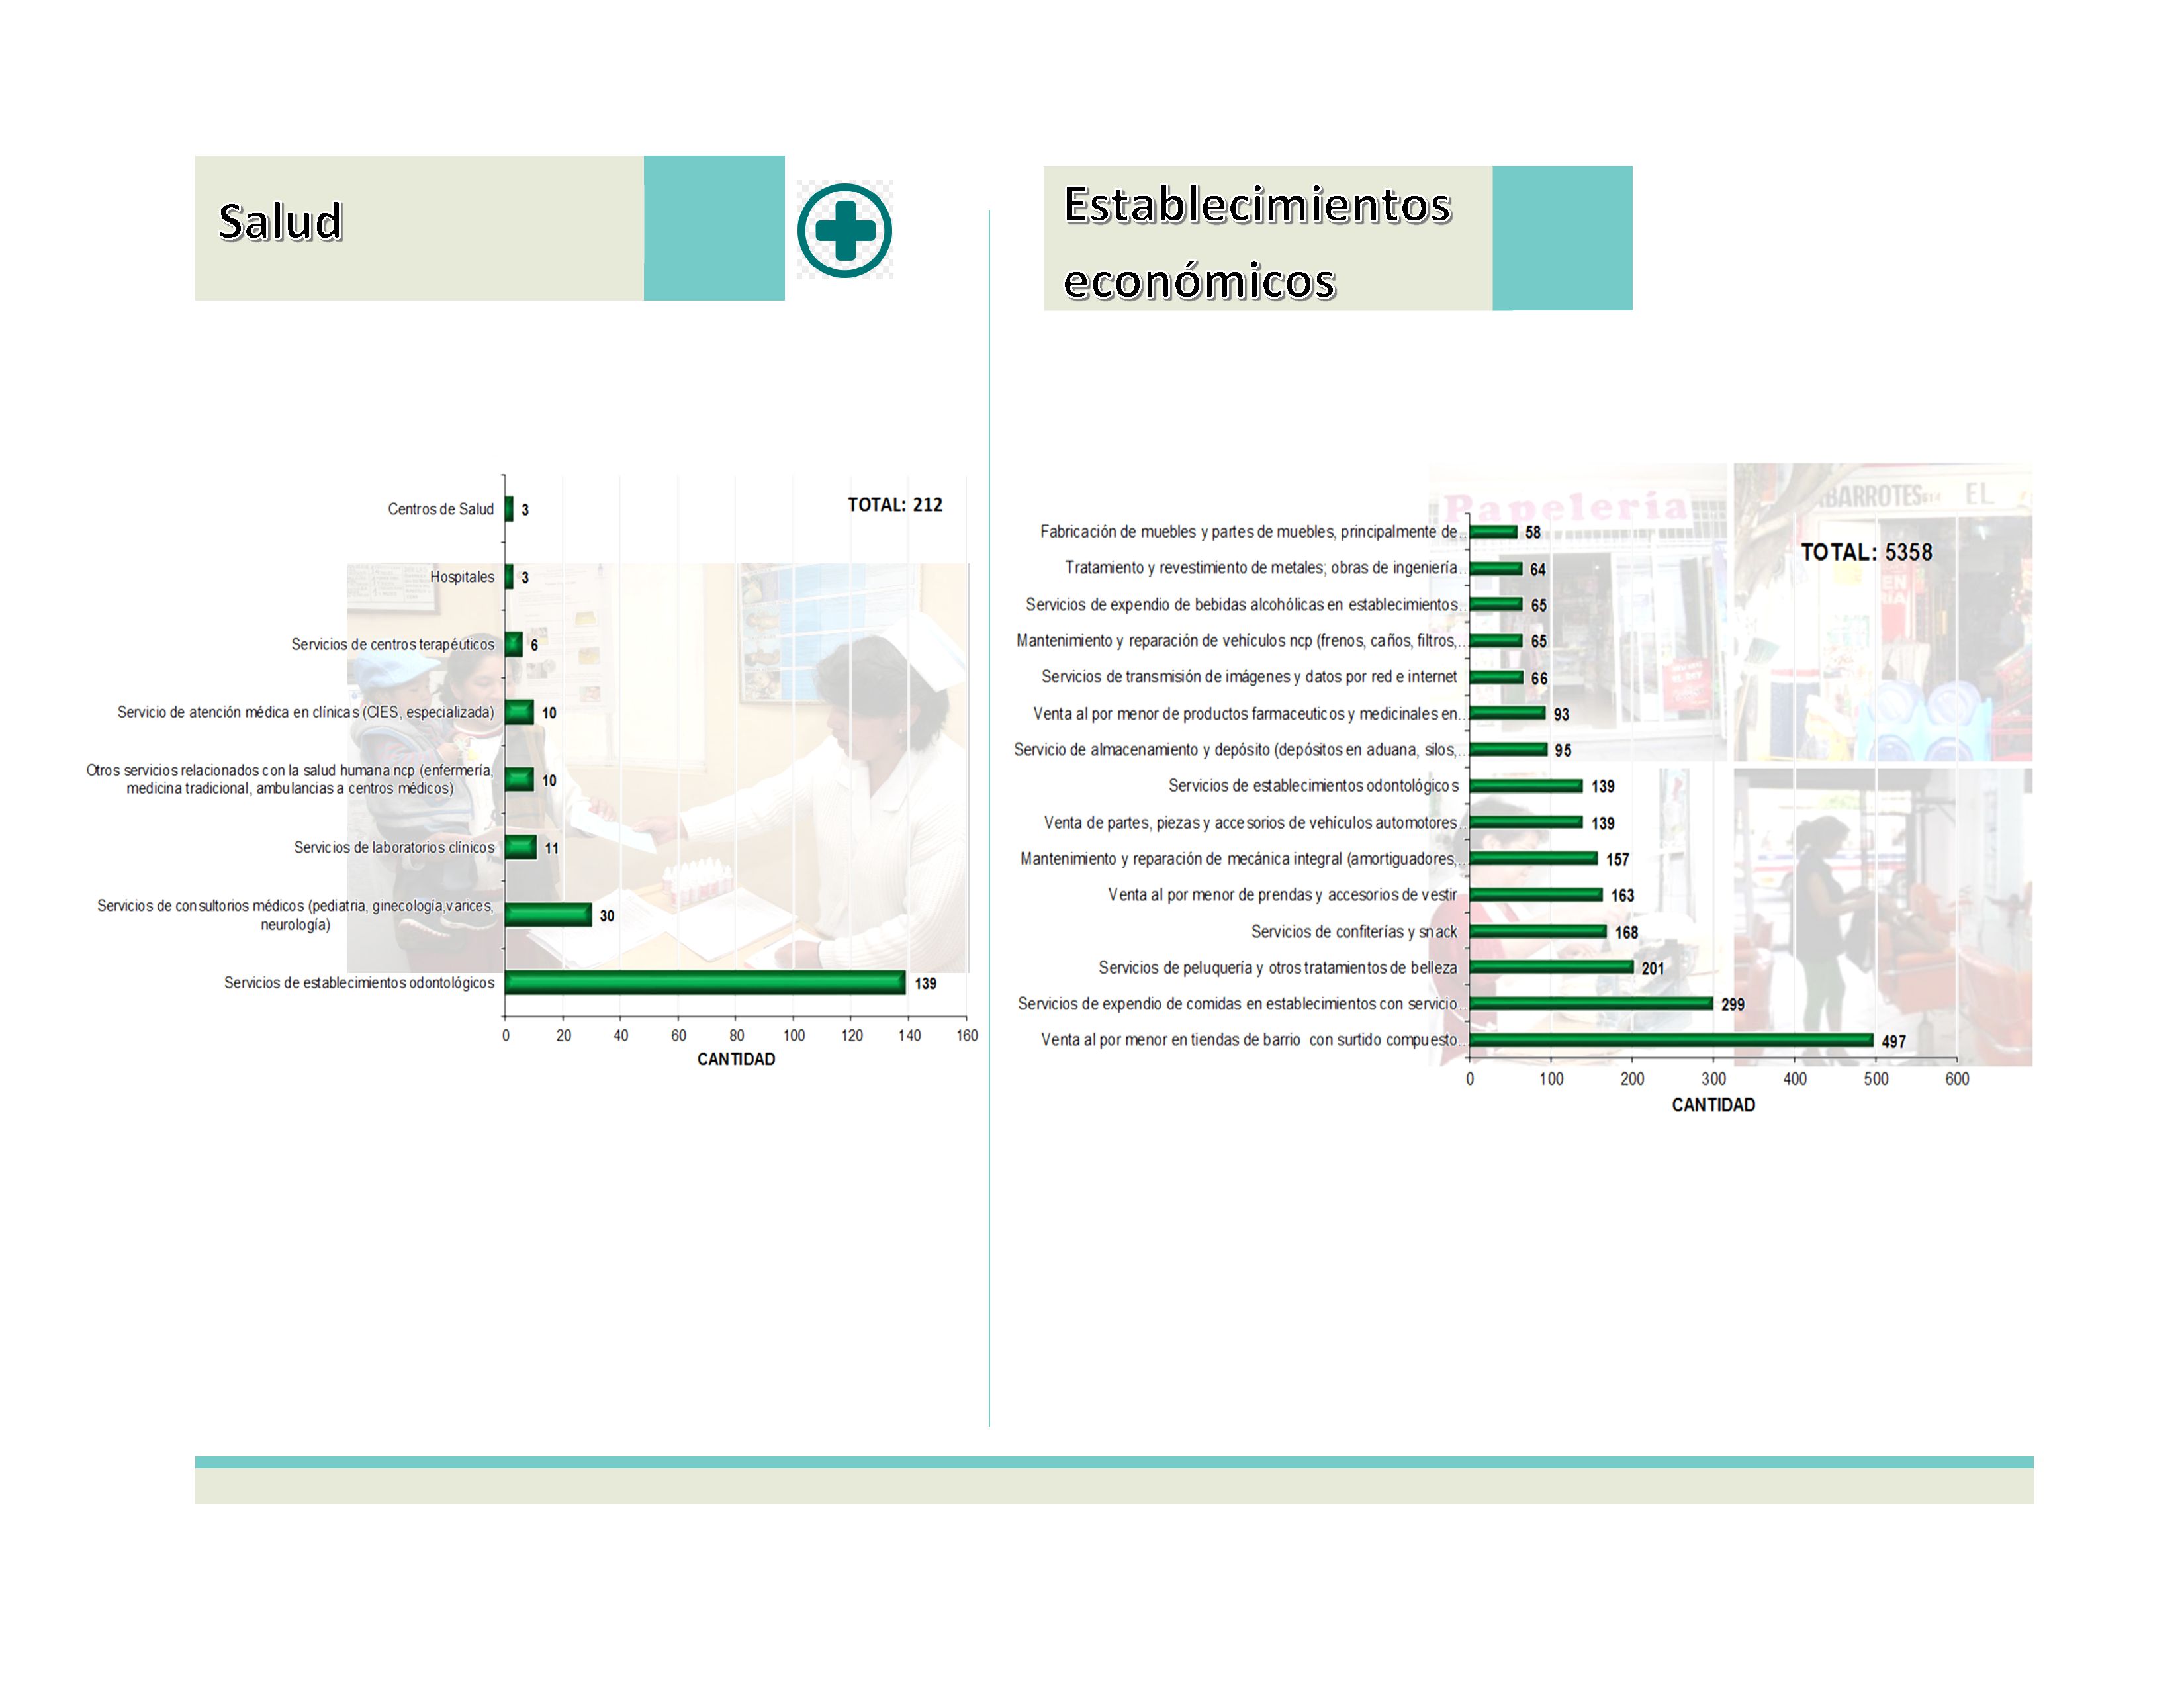 Salud
Centros de Salud
3
TOTAL: 212
Hospitales
3
Servicios de centros terapéuticos
6
Servicio de atención médica en clínicas (CIES, especializada)
10
Otros servicios relacionados con la salud humana ncp (enfermería,
medicina tradicional, ambulancias a centros médicos)
10
Servicios de laboratorios clínicos
11
Servicios de consultorios médicos (pediatria, ginecología,varices,
neurología)
30
Servicios de establecimientos odontológicos
139
0 20 40 60 80 100 120 140 160
CANTIDAD
Establecimientos
económicos
Papelería
BARROTES
EL
TOTAL: 5358
Fabricación de muebles y partes de muebles, principalmente de..
58
Tratamiento y revestimiento de metales; obras de ingeniería..
64
Servicios de expendio de bebidas alcohólicas en establecimientos..
65
Mantenimiento y reparación de vehículos ncp (frenos, caños, filtros,..
65
Servicios de transmisión de imágenes y datos por red e internet
66
Venta al por menor de productos farmaceuticos y medicinales en..
93
Servicio de almacenamiento y depósito (depósitos en aduana, silos,..
95
Servicios de establecimientos odontológicos
139
Venta de partes, piezas y accesorios de vehículos automotores..
139
Mantenimiento y reparación de mecánica integral (amortiguadores,..
157
Venta al por menor de prendas y accesorios de vestir
163
Servicios de confiterías y snack
168
Servicios de peluquería y otros tratamientos de belleza
201
Servicios de expendio de comidas en establecimientos con servicio..
299
Venta al por menor en tiendas de barrio con surtido compuesto..
497
0 100 200 300 400 500 600
CANTIDAD